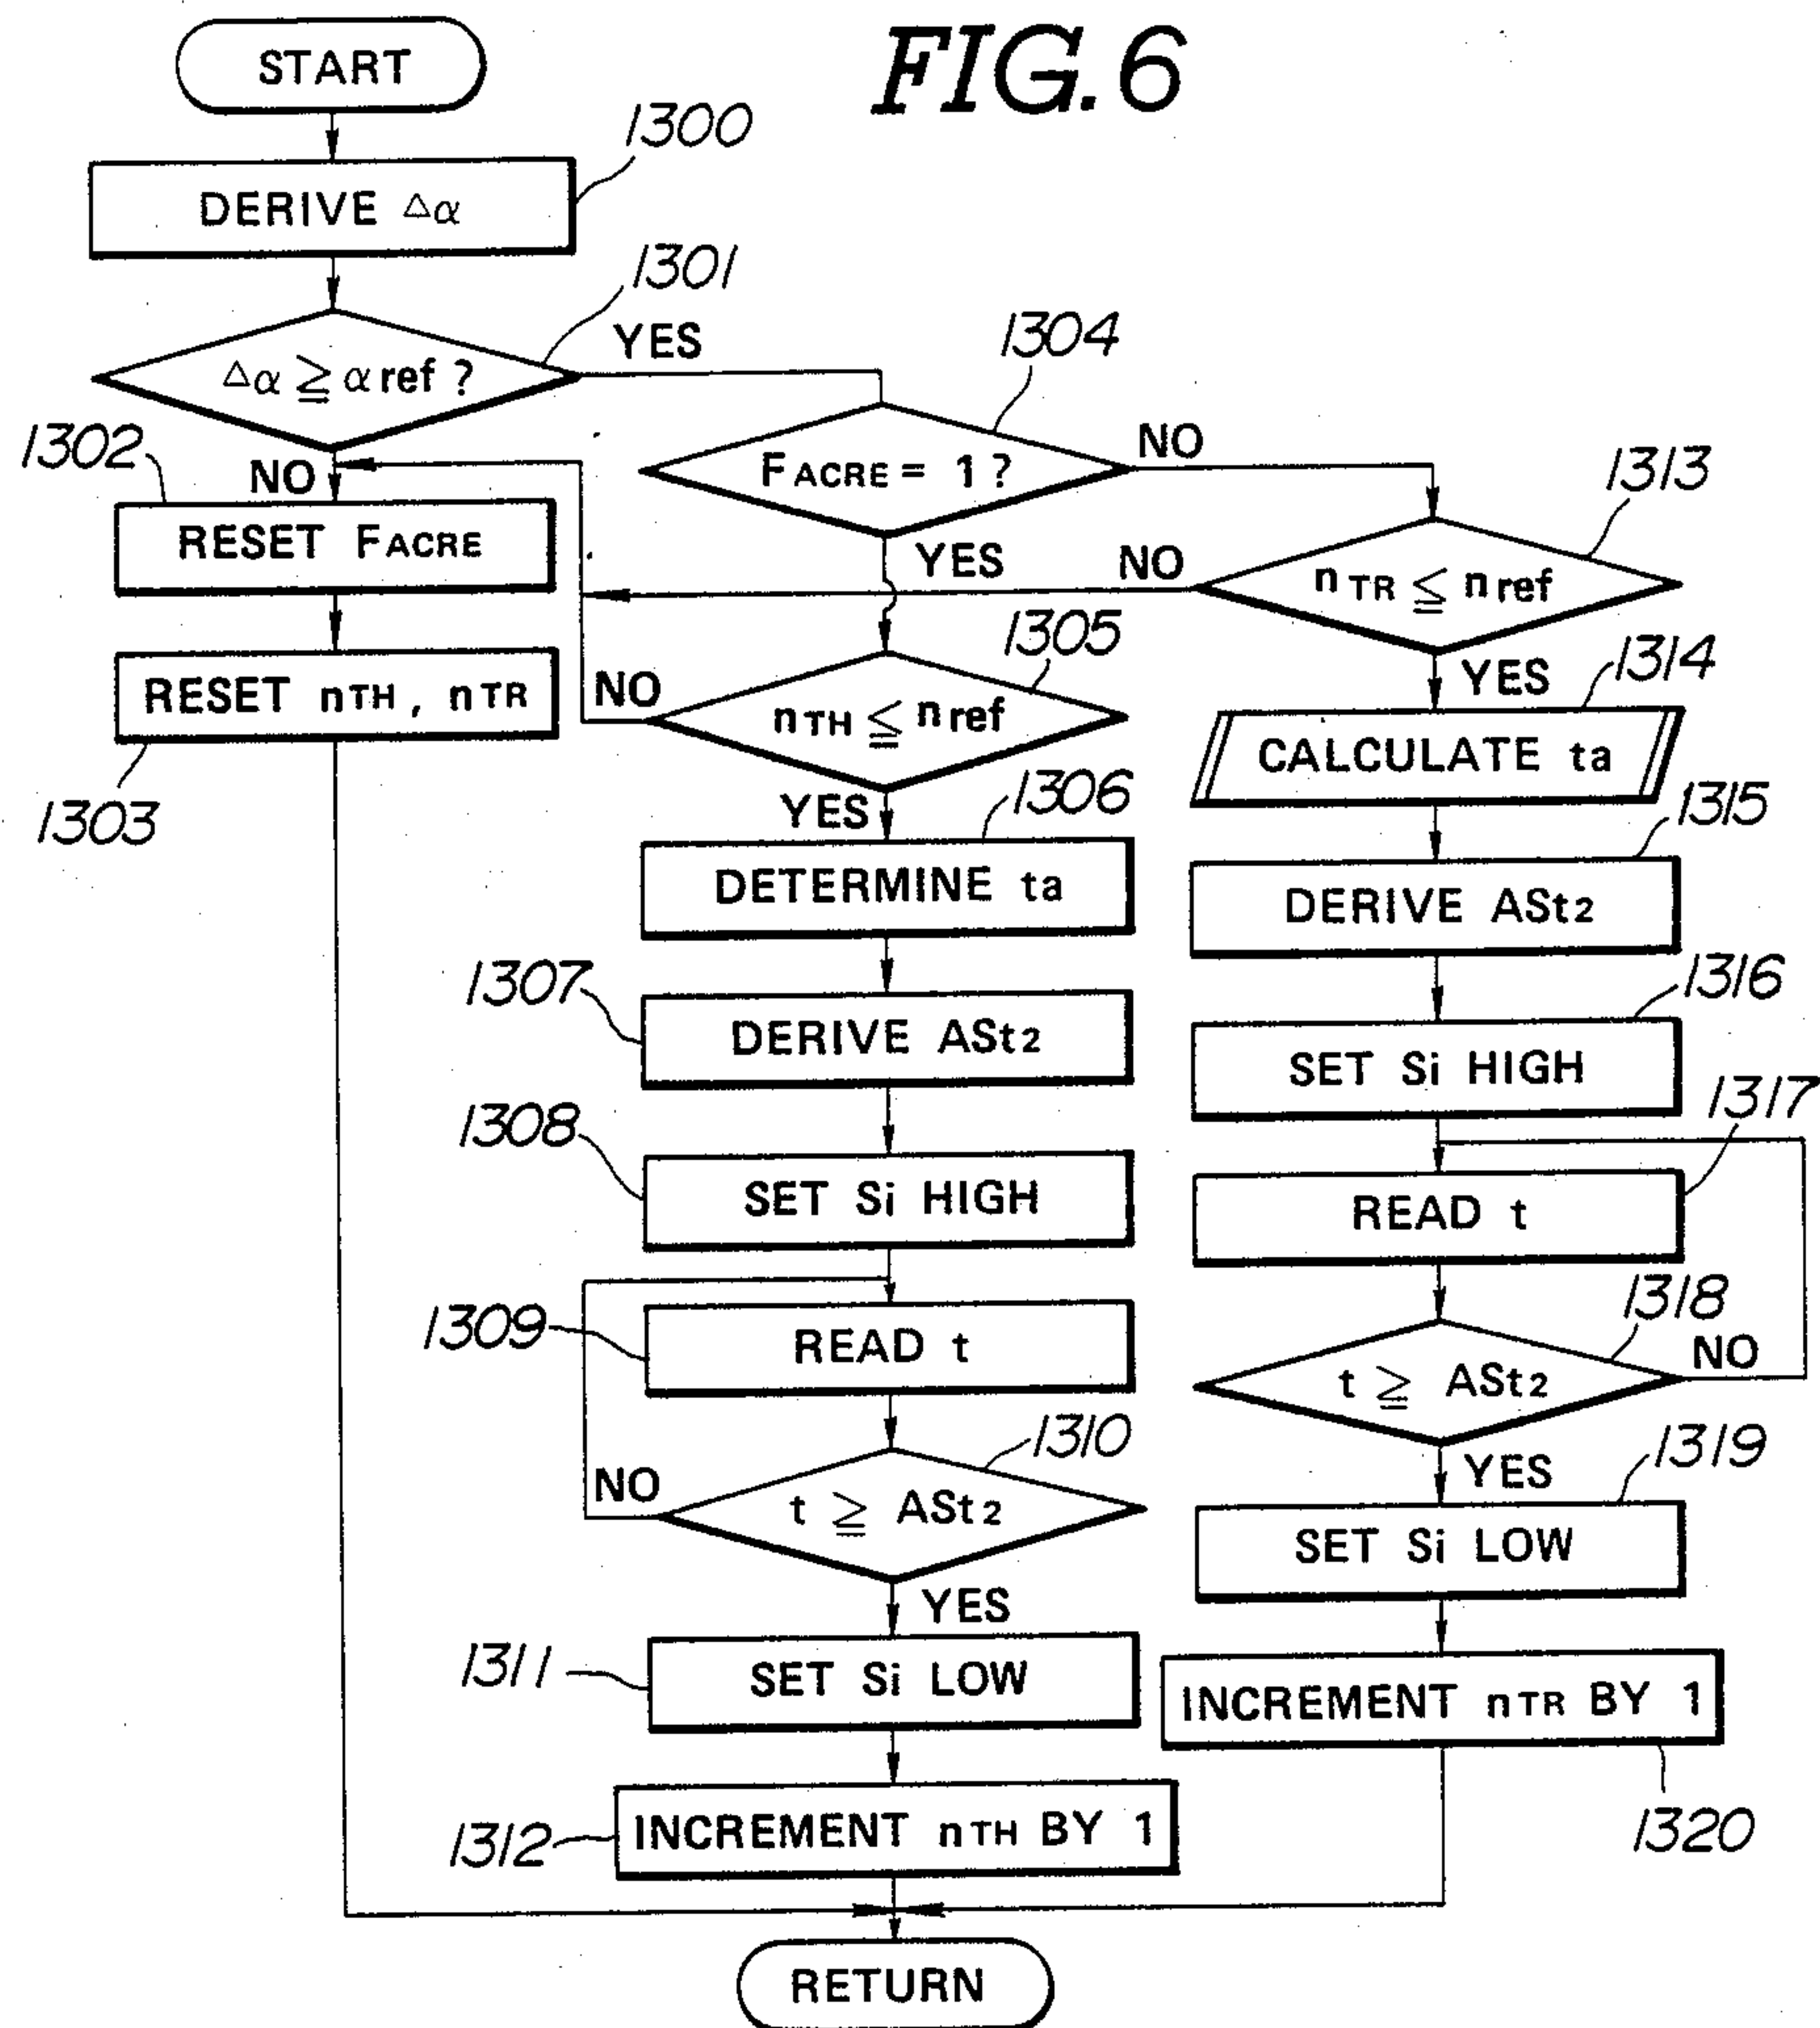 FIG. 6
START
1300
DERIVE Δα
1301
Δα ≧ α ref ?
YES
NO
1302
RESET FACRE
RESET nTH, nTR
1303
1304
FACRE = 1 ?
NO
YES
1305
nTH ≦ nref
NO
YES
1306
DETERMINE ta
1307
DERIVE ASt2
1308
SET Si HIGH
1309
READ t
1310
t ≧ ASt2
NO
YES
1311
SET Si LOW
1312
INCREMENT nTH BY 1
1313
nTR ≦ nref
NO
YES
1314
CALCULATE ta
1315
DERIVE ASt2
1316
SET Si HIGH
1317
READ t
1318
t ≧ ASt2
NO
YES
1319
SET Si LOW
INCREMENT nTR BY 1
1320
RETURN